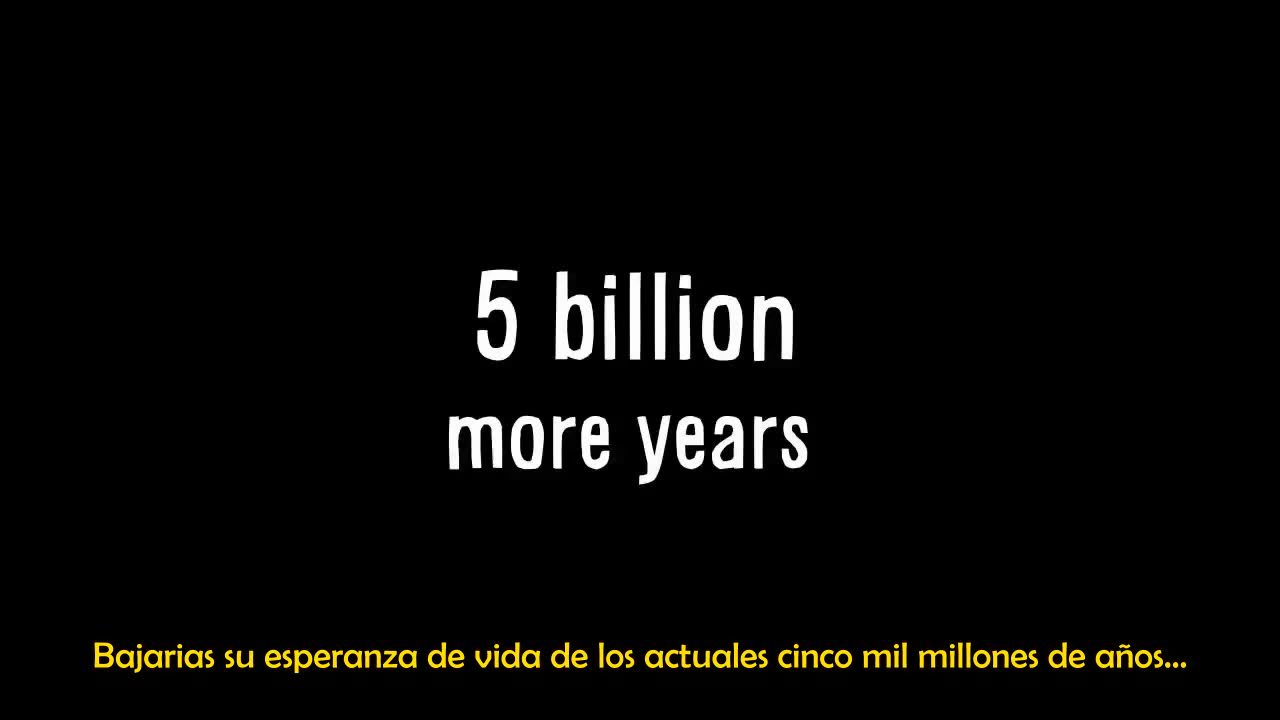 5 billion
more years
Bajarias su esperanza de vida de los actuales cinco mil millones de años...